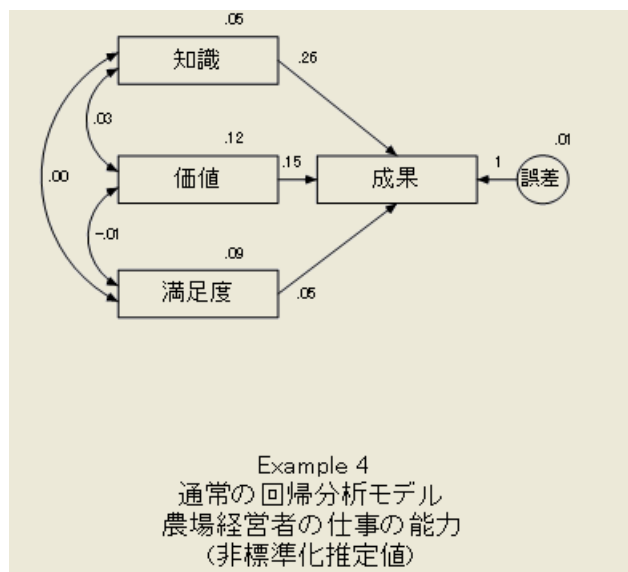 .05
知識
.26
.03
.12
.00
価値
.15
成果
1
.01
誤差
-.01
.09
満足度
.05
Example 4
通常の回帰分析モデル
農場経営者の仕事の能力
(非標準化推定値)